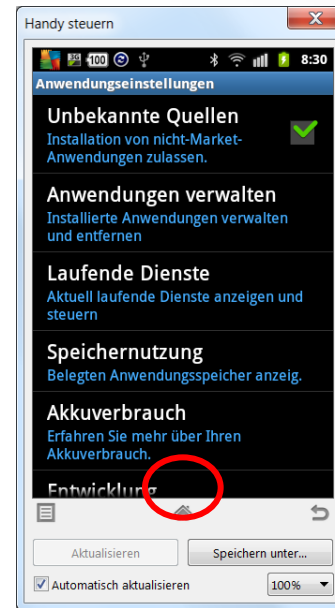 Handy steuern
100 8:30
Anwendungseinstellungen
Unbekannte Quellen
Installation von nicht-Market-
Anwendungen zulassen.
Anwendungen verwalten
Installierte Anwendungen verwalten
und entfernen
Laufende Dienste
Aktuell laufende Dienste anzeigen und
steuern
Speichernutzung
Belegten Anwendungsspeicher anzeig.
Akkuverbrauch
Erfahren Sie mehr über Ihren
Akkuverbrauch.
Entwicklung
Aktualisieren
Speichern unter...
Automatisch aktualisieren
100%